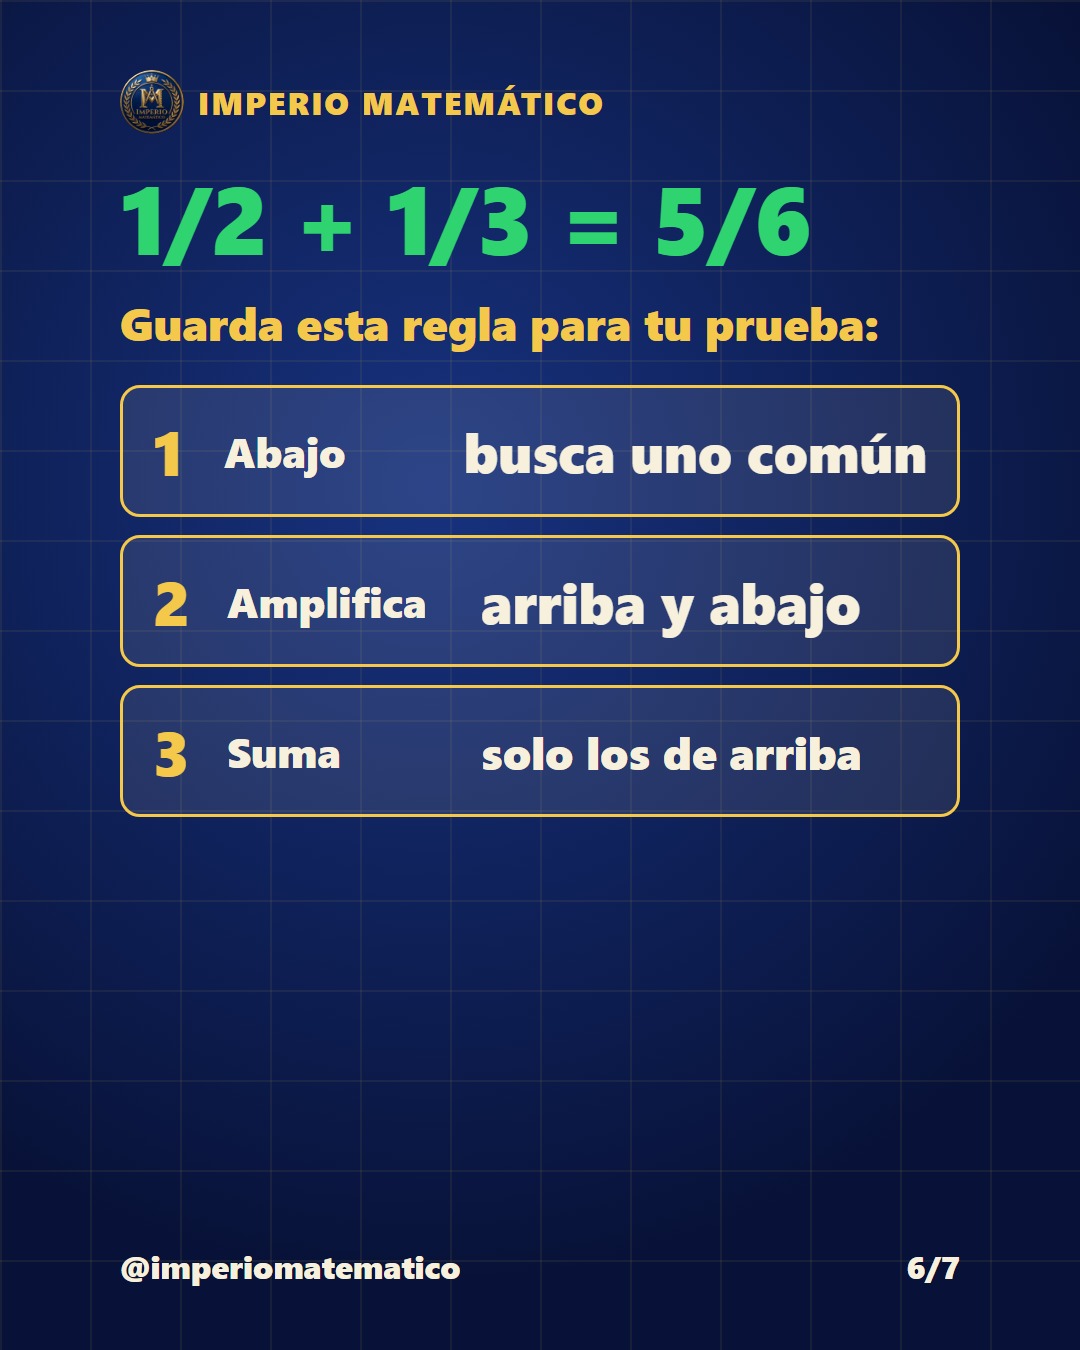 IMPERIO MATEMÁTICO
1/2 + 1/3 = 5/6
Guarda esta regla para tu prueba:
1 Abajo busca uno común
2 Amplifica arriba y abajo
3 Suma solo los de arriba
@imperiomatematico 6/7